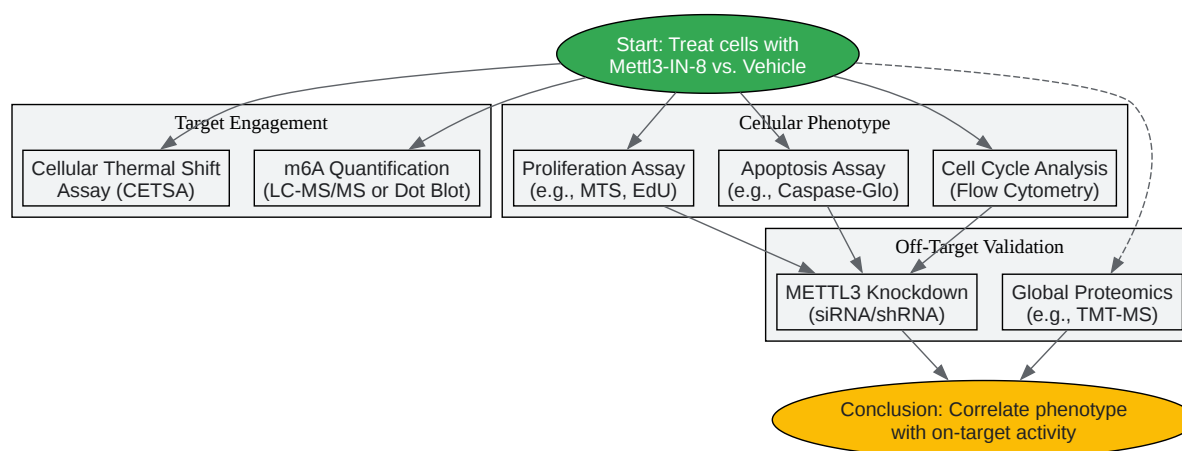 Start: Treat cells with
Mettl3-IN-8 vs. Vehicle
Target Engagement
Cellular Thermal Shift
Assay (CETSA)
m6A Quantification
(LC-MS/MS or Dot Blot)
Cellular Phenotype
Proliferation Assay
(e.g., MTS, EdU)
Apoptosis Assay
(e.g., Caspase-Glo)
Cell Cycle Analysis
(Flow Cytometry)
Off-Target Validation
METTL3 Knockdown
(siRNA/shRNA)
Global Proteomics
(e.g., TMT-MS)
Conclusion: Correlate phenotype
with on-target activity